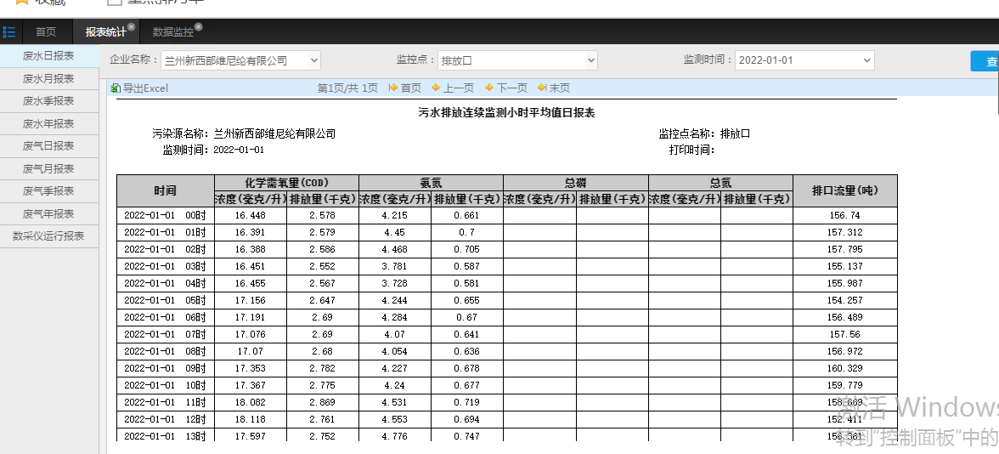 收藏
首页 报表统计 数据监控
废水日报表
废水月报表
废水季报表
废水年报表
废气日报表
废气月报表
废气季报表
废气年报表
数采仪运行报表
企业名称： 兰州新西部维尼纶有限公司 监控点： 排放口 监测时间： 2022-01-01 查
导出Excel 第1页/共 1页 首页 上一页 下一页 末页
污水排放连续监测小时平均值日报表
污染源名称：兰州新西部维尼纶有限公司 监控点名称：排放口
监测时间：2022-01-01 打印时间：
时间 化学需氧量(COD) 氨氮 总磷 总氮 排口流量(吨)
浓度(毫克/升) 排放量(千克) 浓度(毫克/升) 排放量(千克) 浓度(毫克/升) 排放量(千克) 浓度(毫克/升) 排放量(千克)
2022-01-01 00时 16.448 2.578 4.215 0.661 156.74
2022-01-01 01时 16.391 2.579 4.45 0.7 157.312
2022-01-01 02时 16.388 2.586 4.468 0.705 157.795
2022-01-01 03时 16.451 2.552 3.781 0.587 155.137
2022-01-01 04时 16.455 2.567 3.728 0.581 155.987
2022-01-01 05时 17.156 2.647 4.244 0.655 154.257
2022-01-01 06时 17.191 2.69 4.284 0.67 156.489
2022-01-01 07时 17.076 2.69 4.07 0.641 157.56
2022-01-01 08时 17.07 2.68 4.054 0.636 156.972
2022-01-01 09时 17.353 2.782 4.227 0.678 160.329
2022-01-01 10时 17.367 2.775 4.24 0.677 159.779
2022-01-01 11时 18.082 2.869 4.531 0.719 158.669
2022-01-01 12时 18.118 2.761 4.553 0.694 152.411
2022-01-01 13时 17.597 2.752 4.776 0.747 156.361
激活 Windows
转到"控制面板"中的